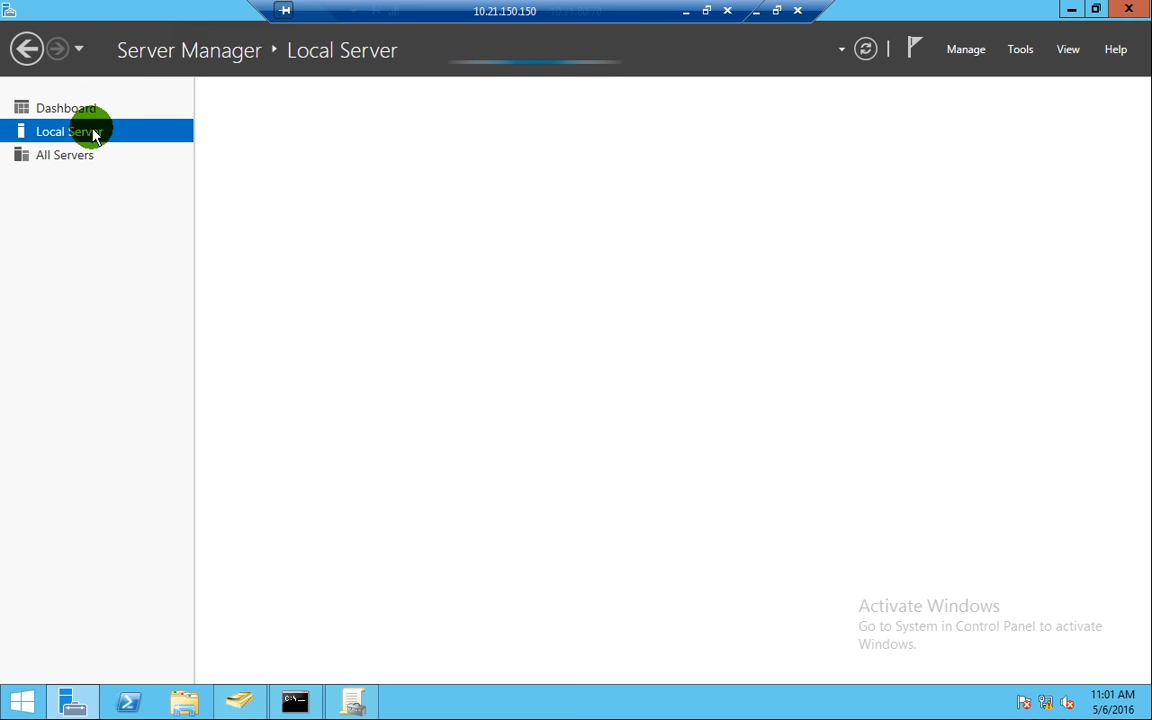 10.21.150.150
Server Manager ‣ Local Server
Manage
Tools
View
Help
Dashboard
Local Server
All Servers
Activate Windows
Go to System in Control Panel to activate
Windows.
11:01 AM
5/6/2016